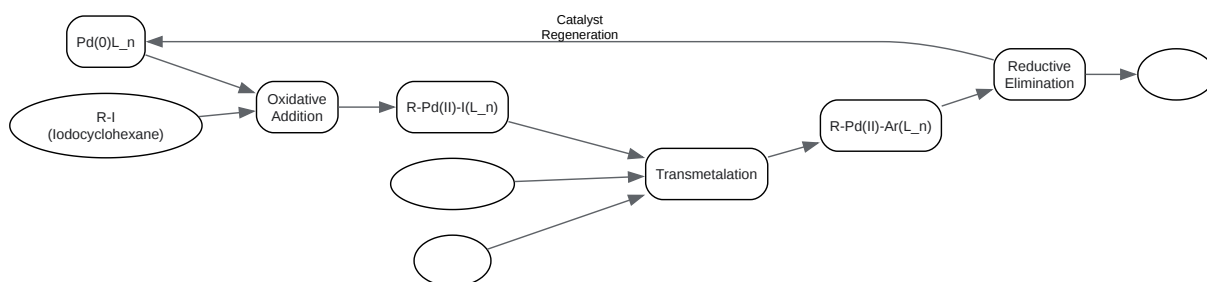 Catalyst
Regeneration
Pd(0)L_n
R-I
(Iodocyclohexane)
Oxidative
Addition
R-Pd(II)-I(L_n)
Transmetalation
R-Pd(II)-Ar(L_n)
Reductive
Elimination